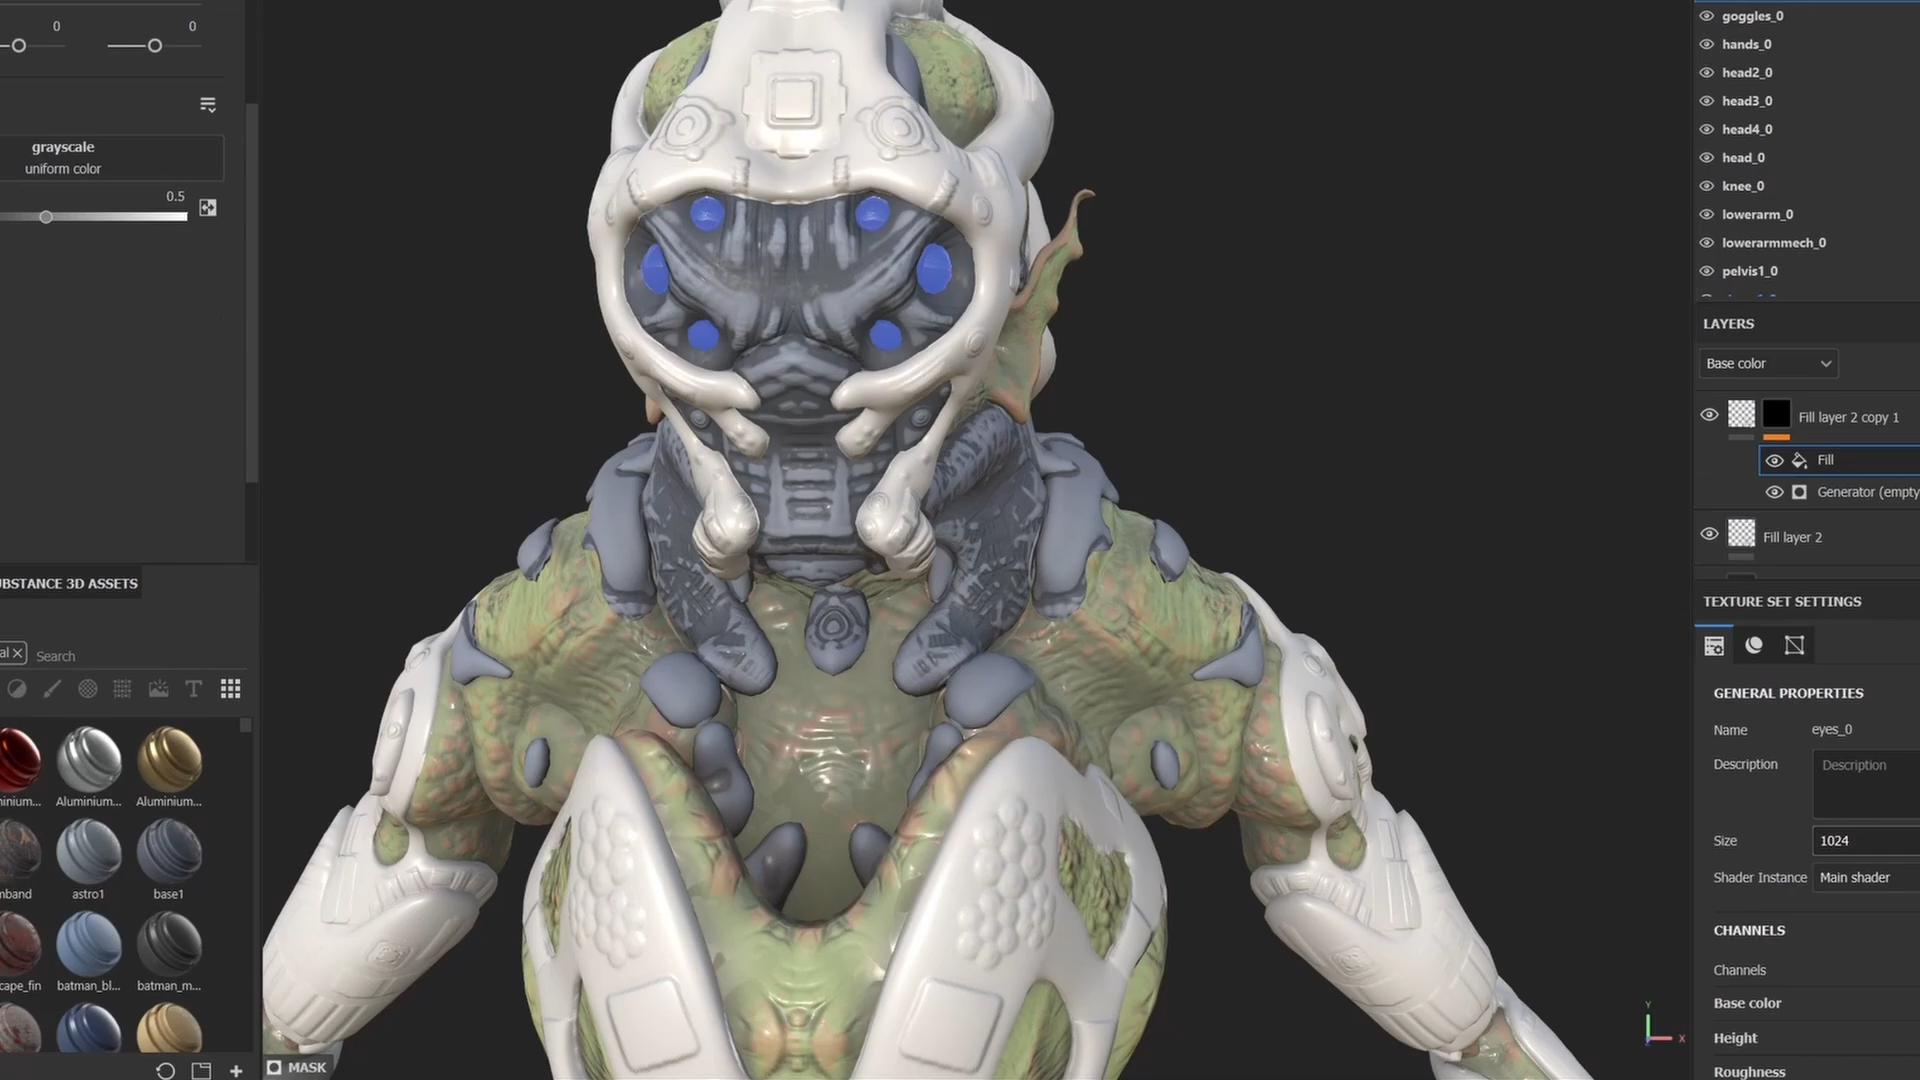 0
0
grayscale
uniform color
0.5
UBSTANCE 3D ASSETS
al
Search
inium...
Aluminium...
Aluminium...
mband
astro1
base1
cape_fin
batman_bl...
batman_m...
MASK
Y
X
goggles_0
hands_0
head2_0
head3_0
head4_0
head_0
knee_0
lowerarm_0
lowerarmmech_0
pelvis1_0
LAYERS
Base color
Fill layer 2 copy 1
Fill
Generator (empty
Fill layer 2
TEXTURE SET SETTINGS
GENERAL PROPERTIES
Name
eyes_0
Description
Description
Size
1024
Shader Instance
Main shader
CHANNELS
Channels
Base color
Height
Roughness